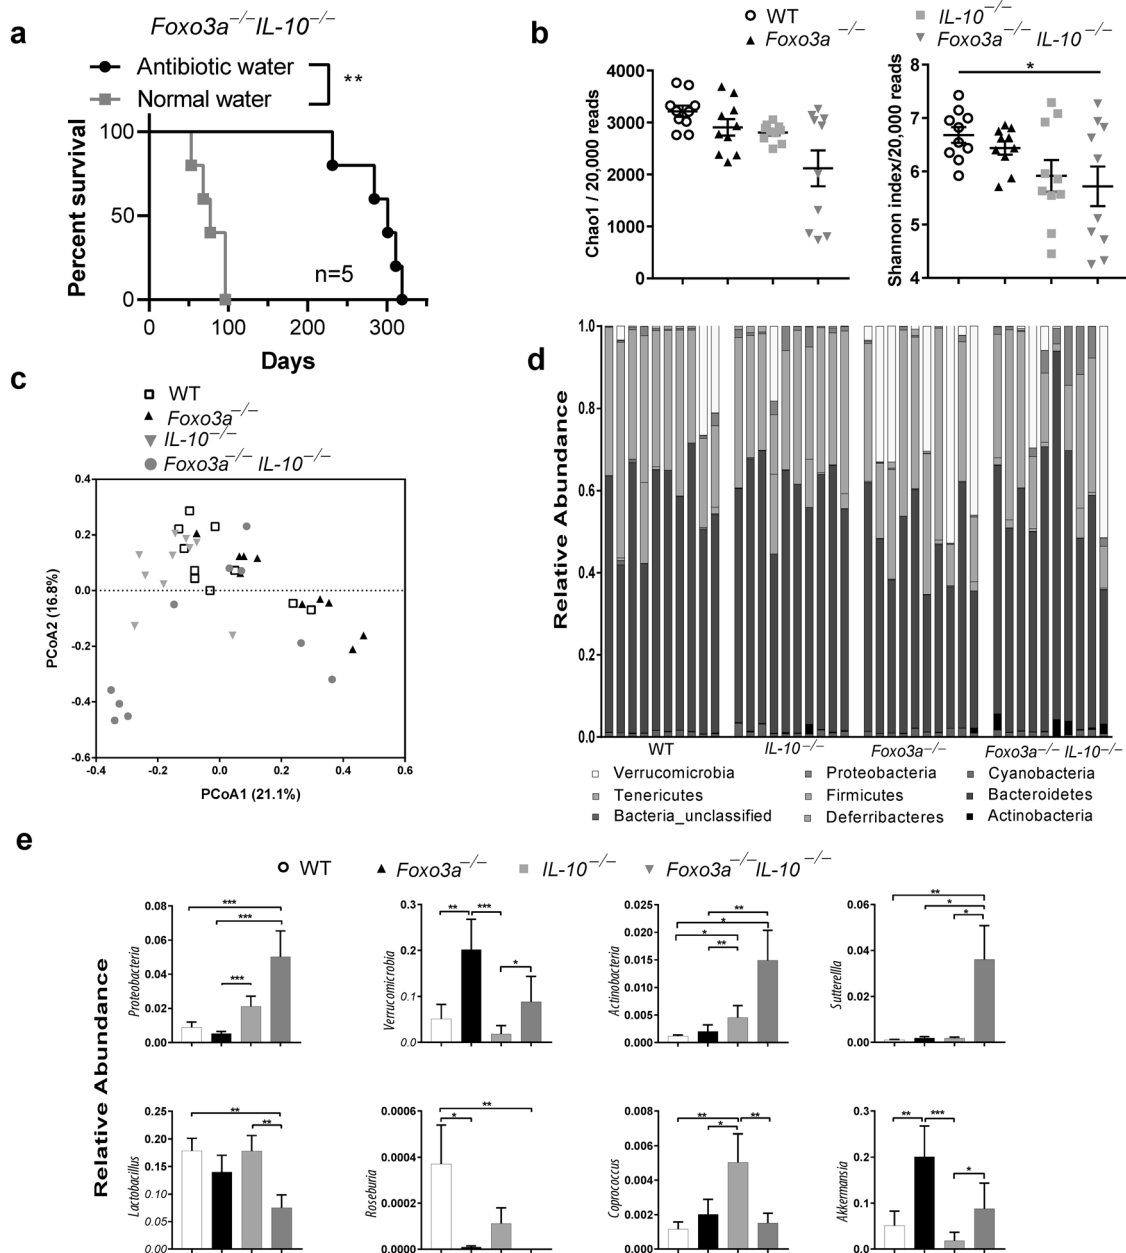 a
Foxo3a−/−IL-10−/−
Antibiotic water
Normal water
**
Percent survival
100
50
0
n=5
0 100 200 300
Days
b
WT
Foxo3a −/−
IL-10−/−
Foxo3a−/− IL-10−/−
Chao1 / 20,000 reads
4000
3000
2000
1000
0
Shannon index/20,000 reads
8
7
6
5
4
*
c
WT
Foxo3a−/−
IL-10−/−
Foxo3a−/− IL-10−/−
PCoA2 (16.8%)
0.4
0.2
0.0
-0.2
-0.4
-0.6
-0.4 -0.2 0.0 0.2 0.4 0.6
PCoA1 (21.1%)
d
Relative Abundance
1.0
0.8
0.6
0.4
0.2
0.0
WT IL-10−/− Foxo3a−/− Foxo3a−/− IL-10−/−
Verrucomicrobia Proteobacteria Cyanobacteria
Tenericutes Firmicutes Bacteroidetes
Bacteria_unclassified Deferribacteres Actinobacteria
e
WT Foxo3a−/− IL-10−/− Foxo3a−/−IL-10−/−
Relative Abundance
Proteobacteria
0.08
0.06
0.04
0.02
0.00
***
***
***
Verrucomicrobia
0.3
0.2
0.1
0.0
** ***
*
Actinobacteria
0.025
0.020
0.015
0.010
0.005
0.000
**
*
*
**
Sutterellla
0.06
0.04
0.02
0.00
**
*
*
Lactobacillus
0.25
0.20
0.15
0.10
0.05
0.00
**
**
Roseburia
0.0006
0.0004
0.0002
0.0000
**
*
Coprococcus
0.008
0.006
0.004
0.002
0.000
** **
*
Akkermansia
0.3
0.2
0.1
0.0
** ***
*